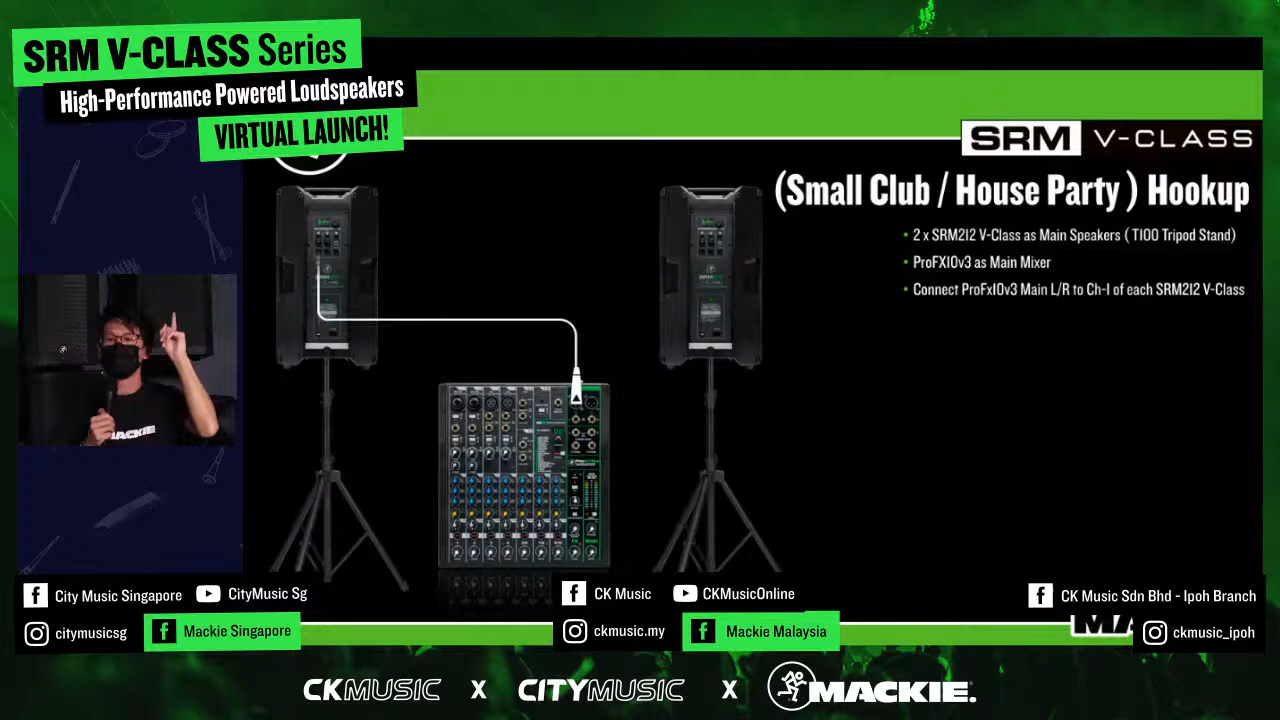 SRM V-CLASS Series
High-Performance Powered Loudspeakers
VIRTUAL LAUNCH!
SRM V-CLASS
(Small Club / House Party ) Hookup
• 2 x SRM212 V-Class as Main Speakers ( T100 Tripod Stand)
• ProFX10v3 as Main Mixer
• Connect ProFx10v3 Main L/R to Ch-1 of each SRM212 V-Class
MACKIE
City Music Singapore
CityMusic Sg
CK Music
CKMusicOnline
CK Music Sdn Bhd - Ipoh Branch
citymusicsg
Mackie Singapore
ckmusic.my
Mackie Malaysia
ckmusic_ipoh
CKMUSIC X CITYMUSIC X MACKIE.